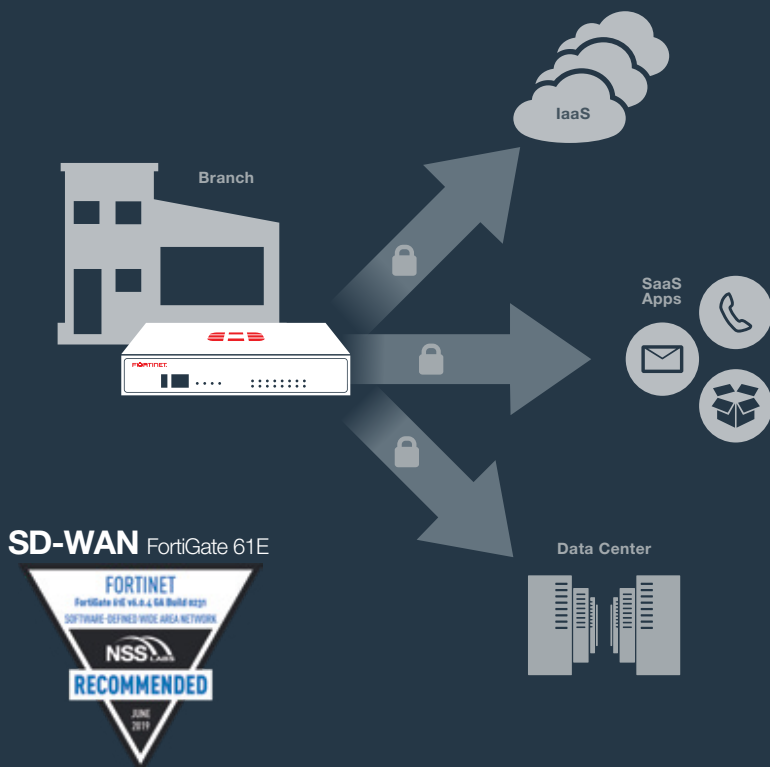 IaaS
Branch
SaaS
Apps
FORTINET
SD-WAN FortiGate 61E
Data Center
FORTINET
FortiGate 61E v6.0.4 GA Build 0231
SOFTWARE-DEFINED WIDE AREA NETWORK
NSS LABS
RECOMMENDED
JUNE
2019